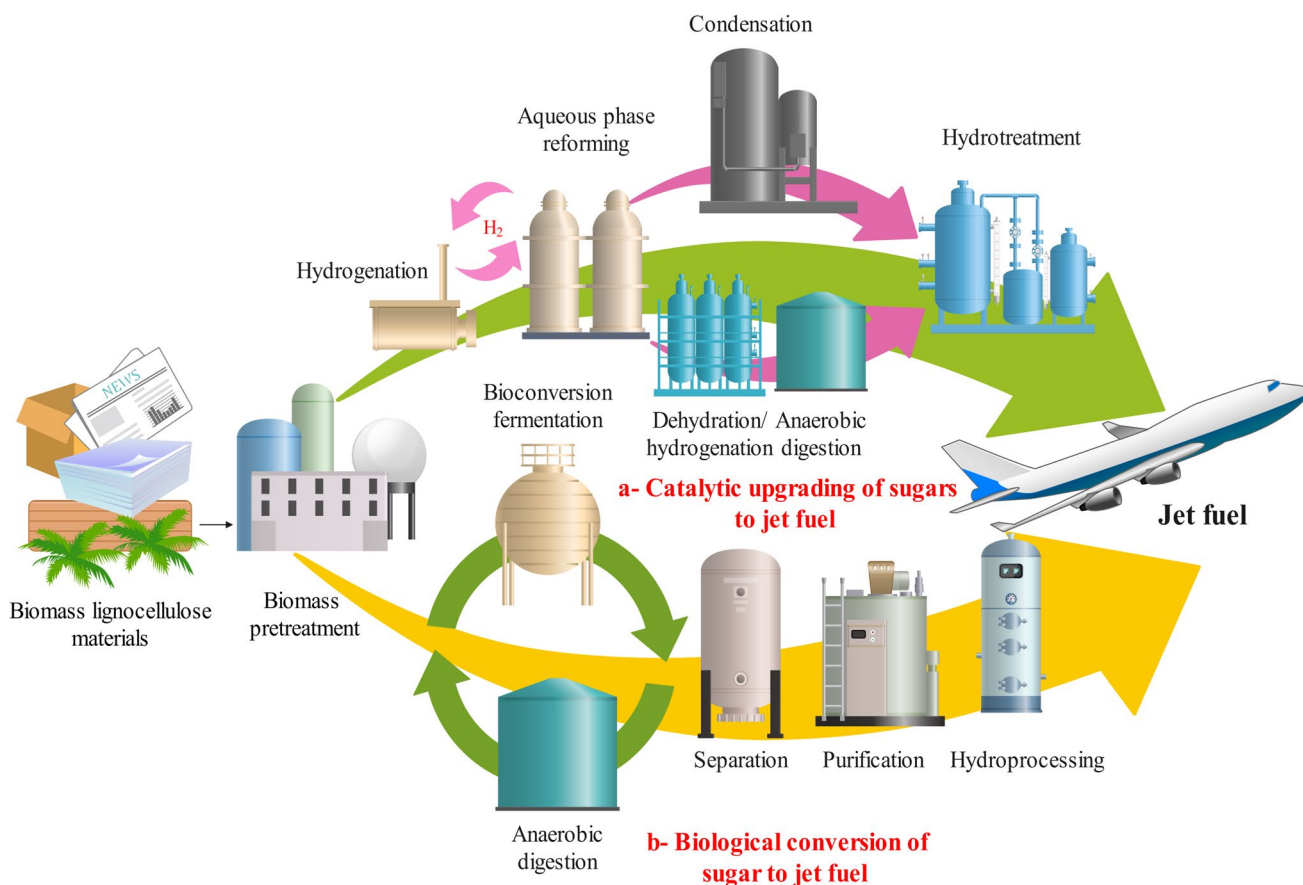 Condensation
Aqueous phase
reforming
Hydrotreatment
H2
Hydrogenation
NEWS
Bioconversion
fermentation
Dehydration/
hydrogenation
Anaerobic
digestion
a- Catalytic upgrading of sugars
to jet fuel
Jet fuel
Biomass lignocellulose
materials
Biomass
pretreatment
Separation
Purification
Hydroprocessing
Anaerobic
digestion
b- Biological conversion of
sugar to jet fuel